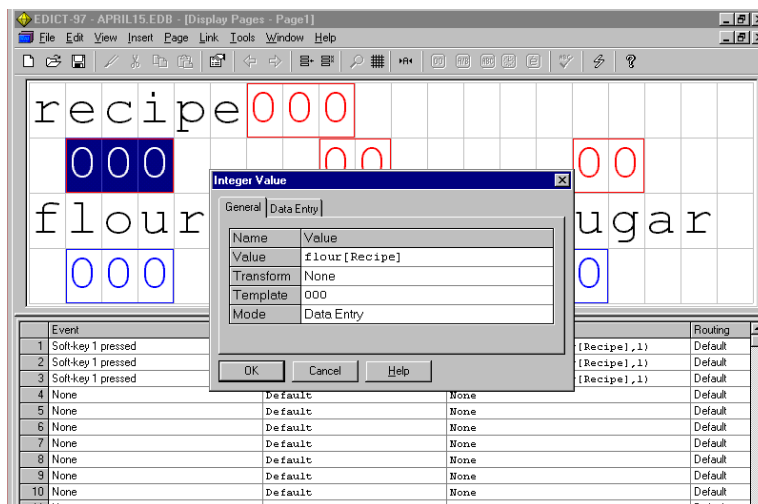 EDICT-97 - APRIL15.EDB - [Display Pages - Page1]
File Edit View Insert Page Link Tools Window Help
recipe000
000 00 00
Integer Value
General Data Entry
Name Value
Value flour[Recipe]
Transform None
Template 000
Mode Data Entry
OK Cancel Help
flour ugar
000 0
Event Routing
1 Soft-key 1 pressed [Recipe],1) Default
2 Soft-key 1 pressed [Recipe],1) Default
3 Soft-key 1 pressed [Recipe],1) Default
4 None Default None Default
5 None Default None Default
6 None Default None Default
7 None Default None Default
8 None Default None Default
9 None Default None Default
10 None Default None Default